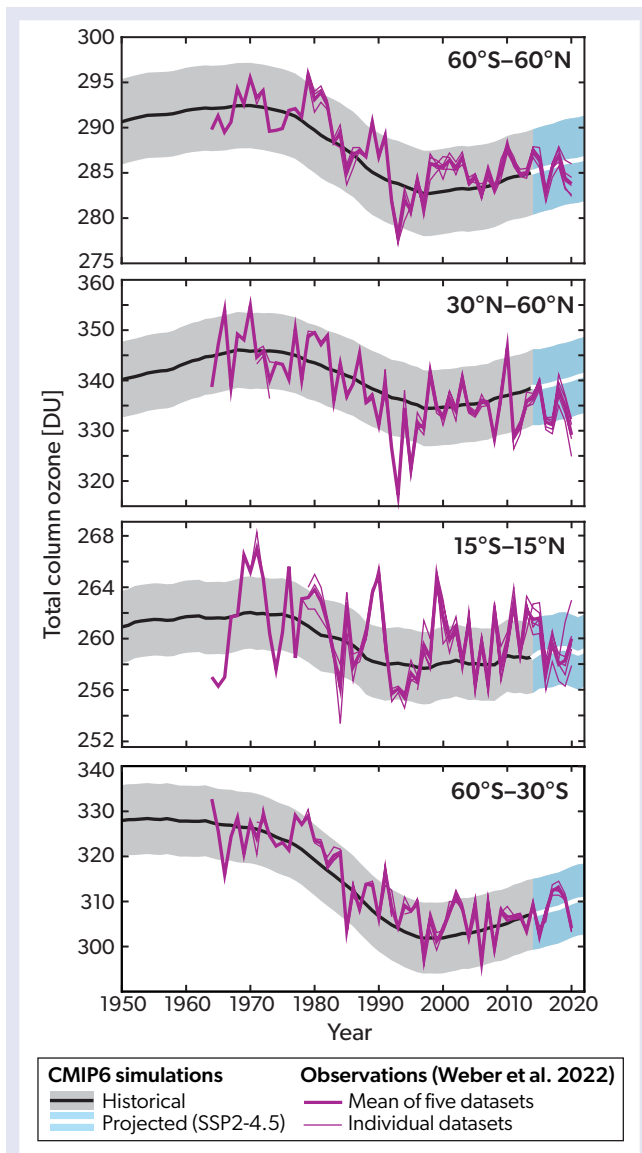 Total column ozone [DU]
300
295
290
285
280
275
60°S–60°N
360
350
340
330
320
30°N–60°N
268
264
260
256
252
15°S–15°N
340
330
320
310
300
60°S–30°S
1950 1960 1970 1980 1990 2000 2010 2020
Year
CMIP6 simulations
Historical
Projected (SSP2-4.5)
Observations (Weber et al. 2022)
Mean of five datasets
Individual datasets